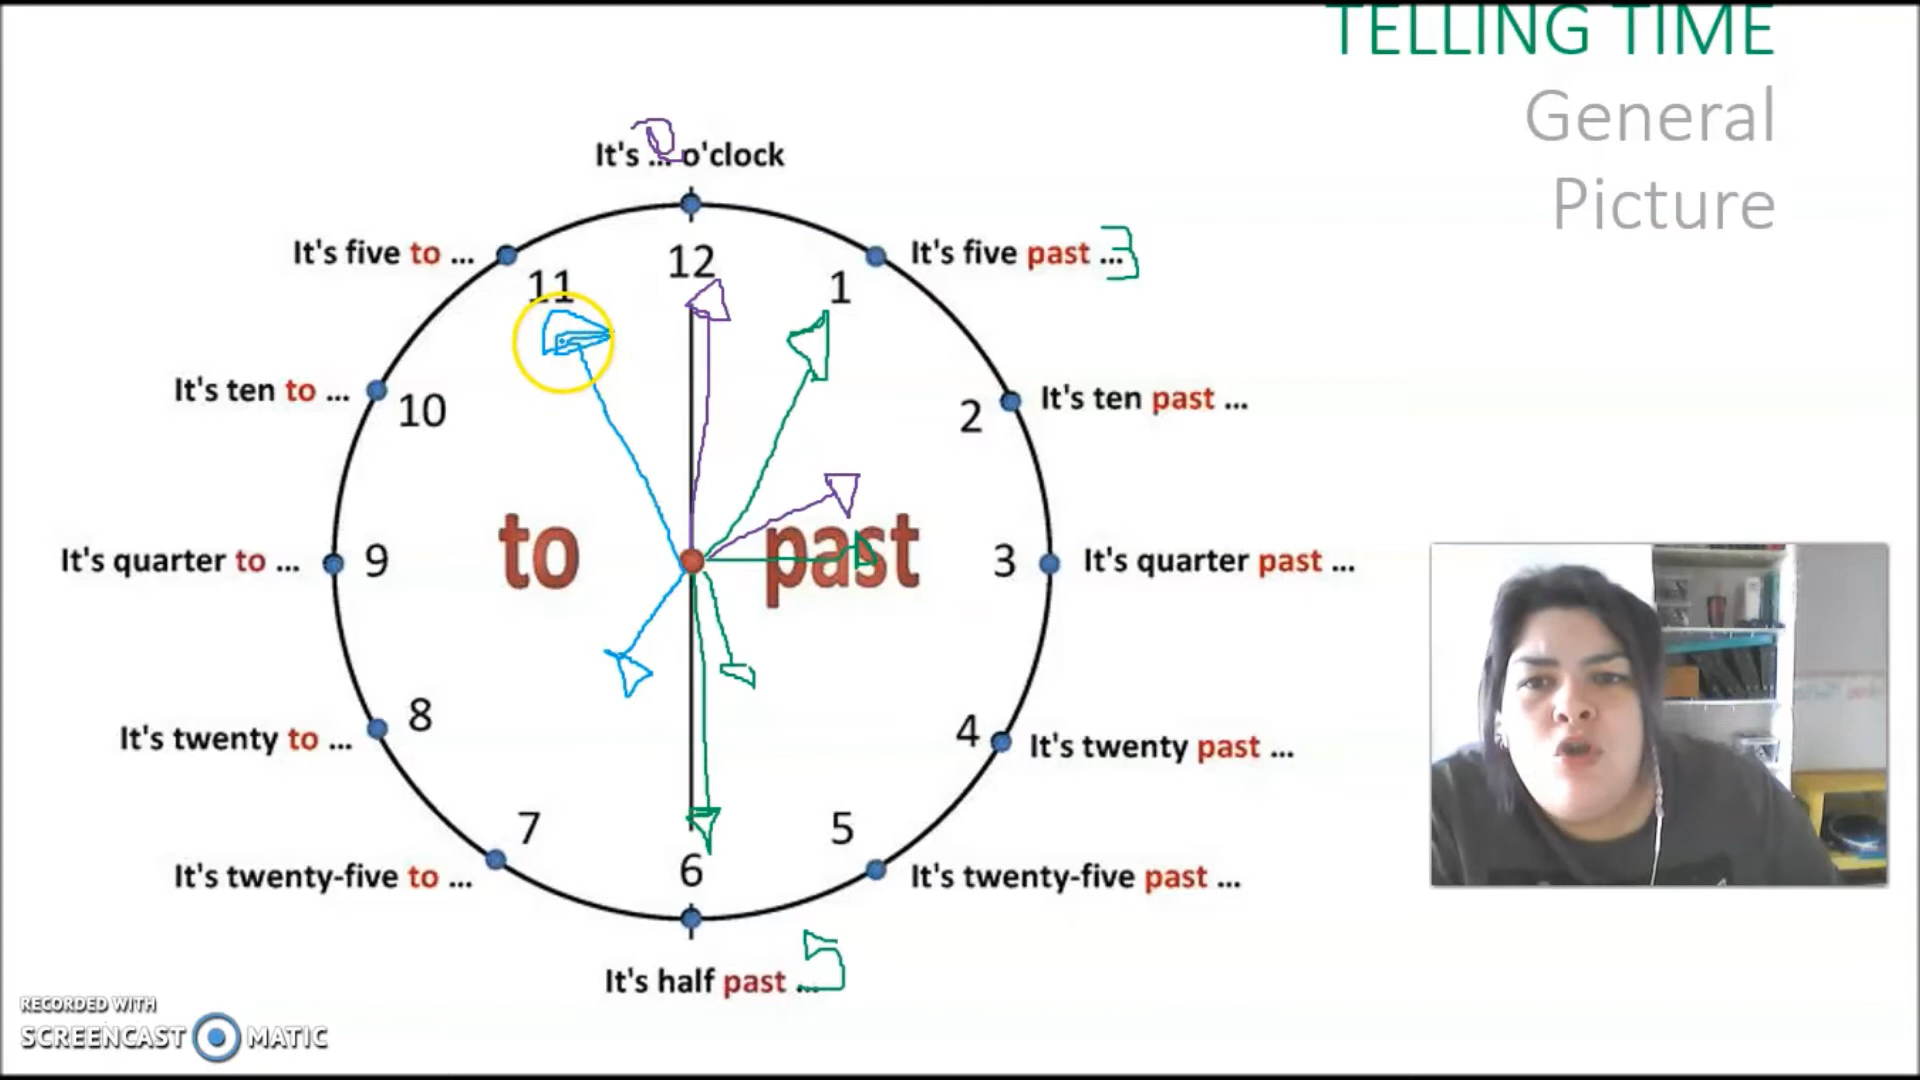 TELLING TIME
General
Picture
It's ... o'clock
It's five to ...
It's five past ... 3
11
12
1
It's ten to ...
10
2
It's ten past ...
It's quarter to ...
9
to
past
3
It's quarter past ...
It's twenty to ...
8
4
It's twenty past ...
7
5
It's twenty-five to ...
6
It's twenty-five past ...
It's half past ... 5
RECORDED WITH
SCREENCAST MATIC